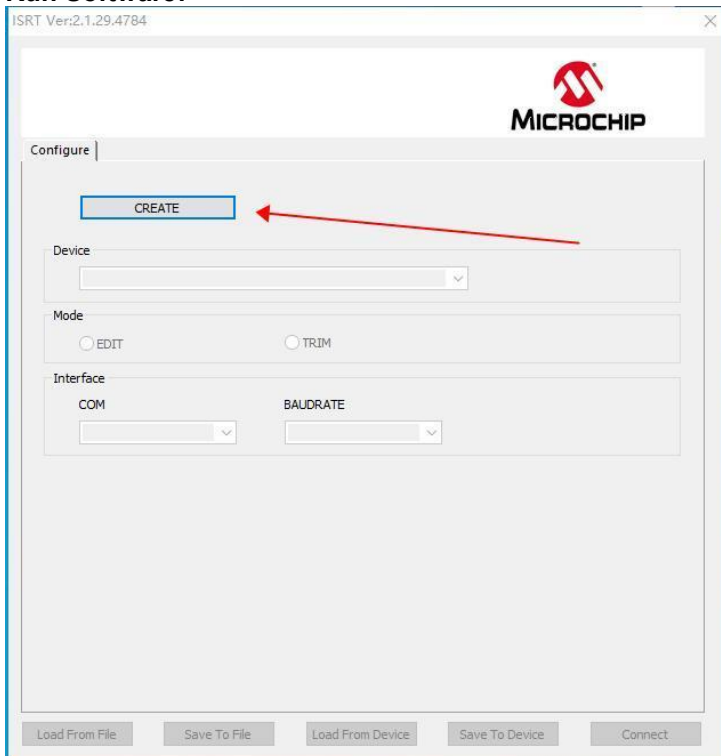 ISRT Ver:2.1.29.4784
MICROCHIP
Configure
CREATE
Device
Mode
EDIT TRIM
Interface
COM BAUDRATE
Load From File Save To File Load From Device Save To Device Connect